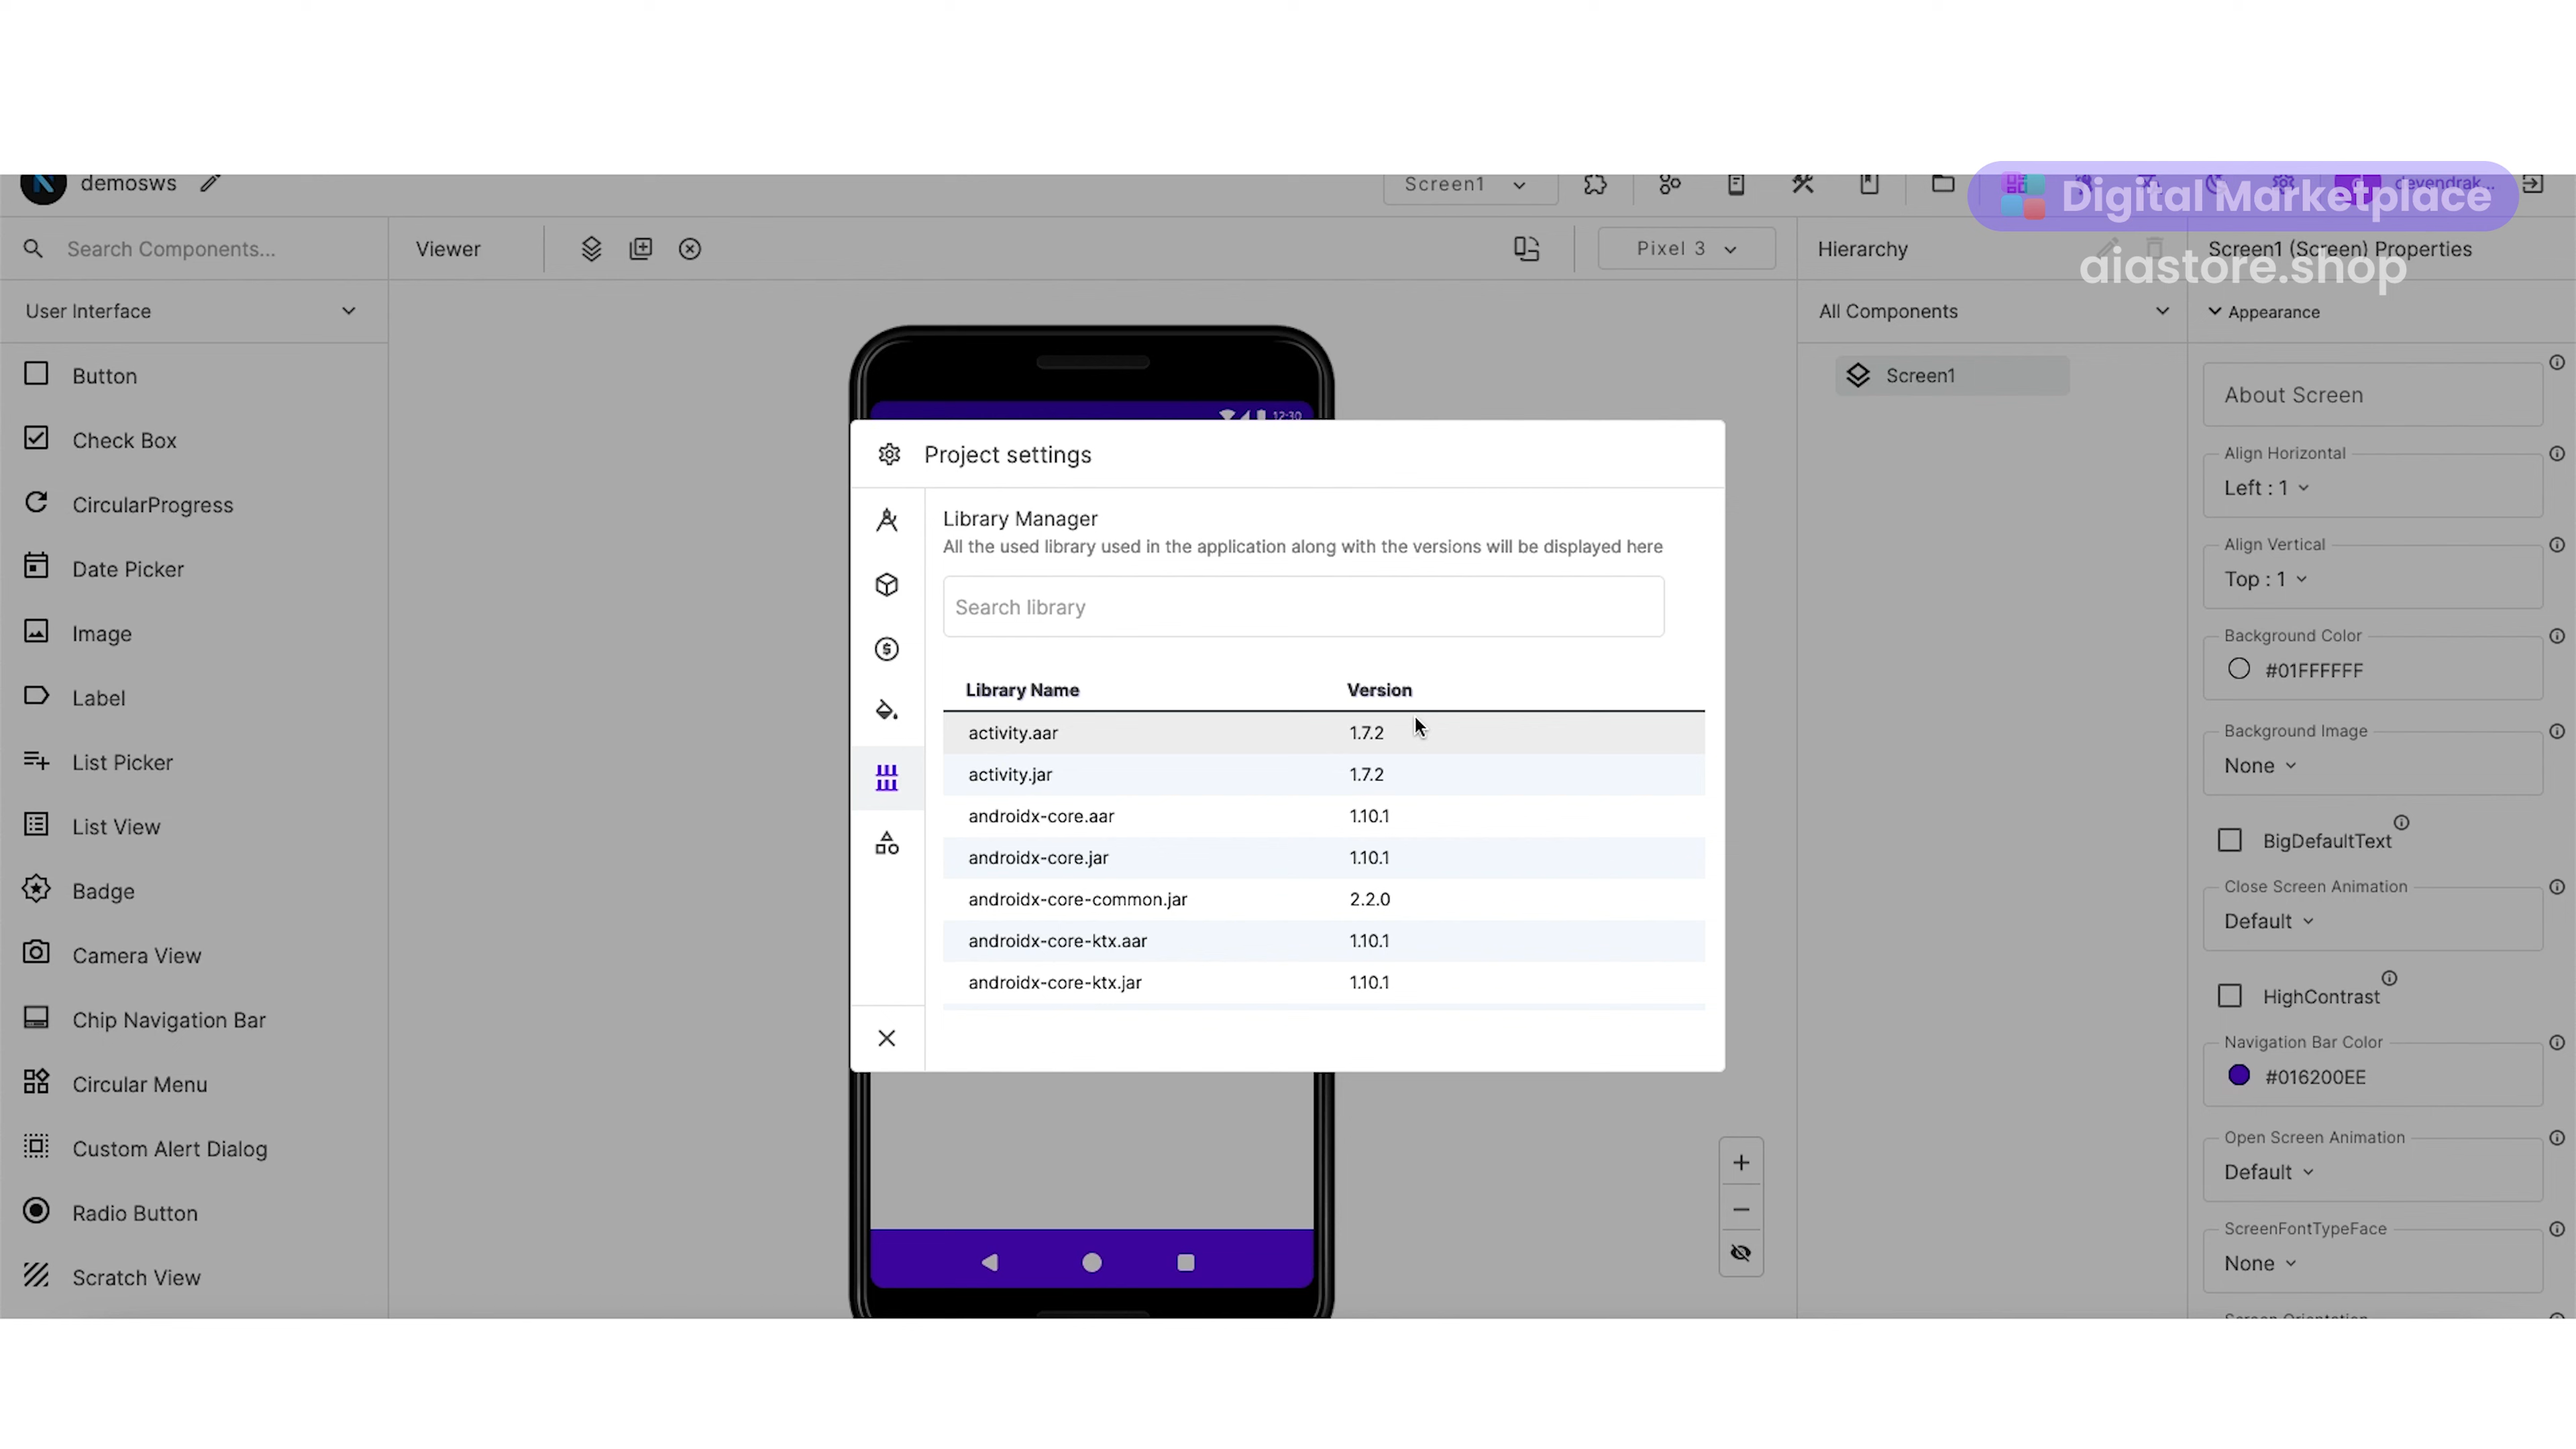 demosws
Screen1
devendrak...
Digital Marketplace
aiastore.shop
Search Components...
Viewer
Pixel 3
Hierarchy
Screen1 (Screen) Properties
User Interface
All Components
Appearance
Button
Check Box
CircularProgress
Date Picker
Image
Label
List Picker
List View
Badge
Camera View
Chip Navigation Bar
Circular Menu
Custom Alert Dialog
Radio Button
Scratch View
12:30
Project settings
Library Manager
All the used library used in the application along with the versions will be displayed here
Search library
Library Name Version
activity.aar 1.7.2
activity.jar 1.7.2
androidx-core.aar 1.10.1
androidx-core.jar 1.10.1
androidx-core-common.jar 2.2.0
androidx-core-ktx.aar 1.10.1
androidx-core-ktx.jar 1.10.1
Screen1
About Screen
Align Horizontal
Left : 1
Align Vertical
Top : 1
Background Color
#01FFFFFF
Background Image
None
BigDefaultText
Close Screen Animation
Default
HighContrast
Navigation Bar Color
#016200EE
Open Screen Animation
Default
ScreenFontTypeFace
None
Screen Orientation